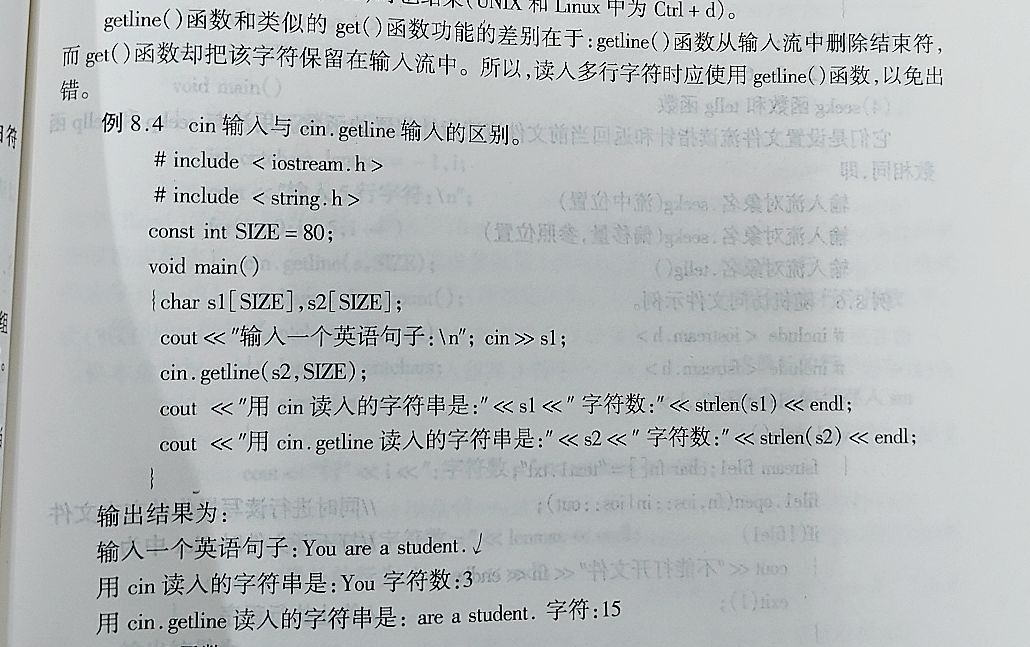 时也结果(UNIX 和 Linux 中为 Ctrl + d)。
getline()函数和类似的 get()函数功能的差别在于:getline()函数从输入流中删除结束符,
而 get()函数却把该字符保留在输入流中。所以,读入多行字符时应使用 getline()函数,以免出
错。
例 8.4 cin 输入与 cin.getline 输入的区别。
# include < iostream.h >
# include < string.h >
const int SIZE = 80;
void main()
{char s1[SIZE],s2[SIZE];
cout << "输入一个英语句子:\n"; cin >> s1;
cin.getline(s2,SIZE);
cout << "用 cin 读入的字符串是:" << s1 << " 字符数:" << strlen(s1) << endl;
cout << "用 cin.getline 读入的字符串是:" << s2 << " 字符数:" << strlen(s2) << endl;
}
输出结果为:
输入一个英语句子:You are a student. ↙
用 cin 读入的字符串是:You 字符数:3
用 cin.getline 读入的字符串是: are a student. 字符:15